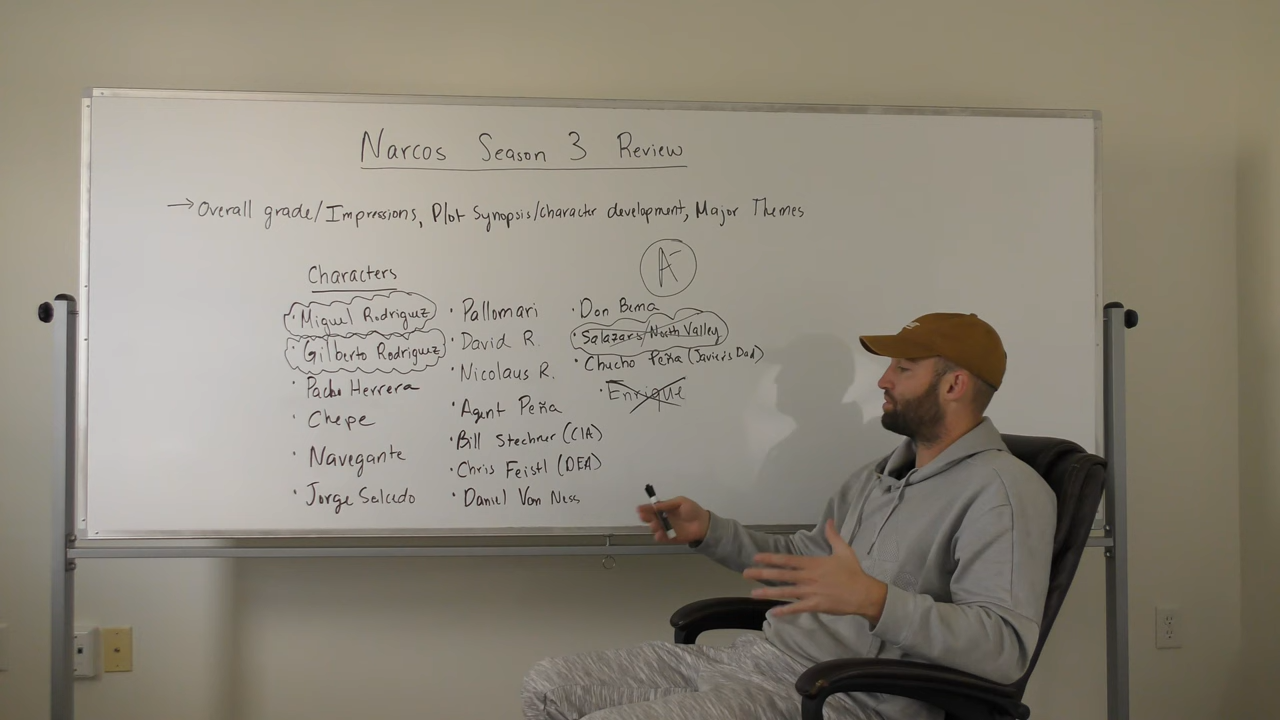 Narcos Season 3 Review
→ Overall grade/Impressions, Plot Synopsis/character development, Major Themes
A-
Characters
· Miguel Rodriguez
· Gilberto Rodriguez
· Pacho Herrera
· Chepe
· Navegante
· Jorge Salcedo
· Pallomari
· David R.
· Nicolaus R.
· Agent Peña
· Bill Stechner (CIA)
· Chris Feistl (DEA)
· Daniel Van Ness
· Don Berna
· Salazars/North Valley
· Chucho Peña (Javier's Dad)
· Enrique